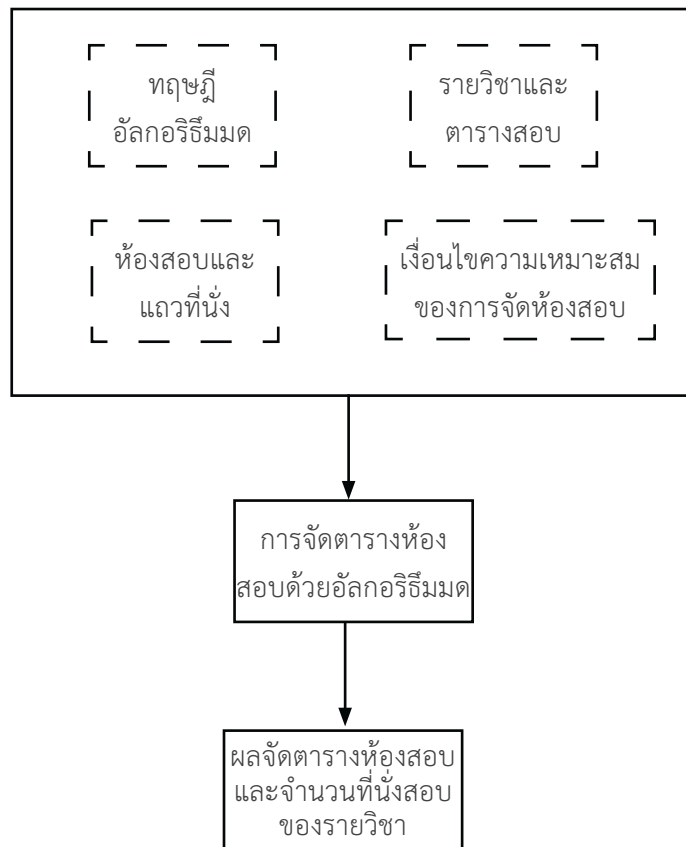 ทฤษฎี
อัลกอริธึมมด
รายวิชาและ
ตารางสอบ
ห้องสอบและ
แถวที่นั่ง
เงื่อนไขความเหมาะสม
ของการจัดห้องสอบ
การจัดตารางห้อง
สอบด้วยอัลกอริธึมมด
ผลจัดตารางห้องสอบ
และจำนวนที่นั่งสอบ
ของรายวิชา